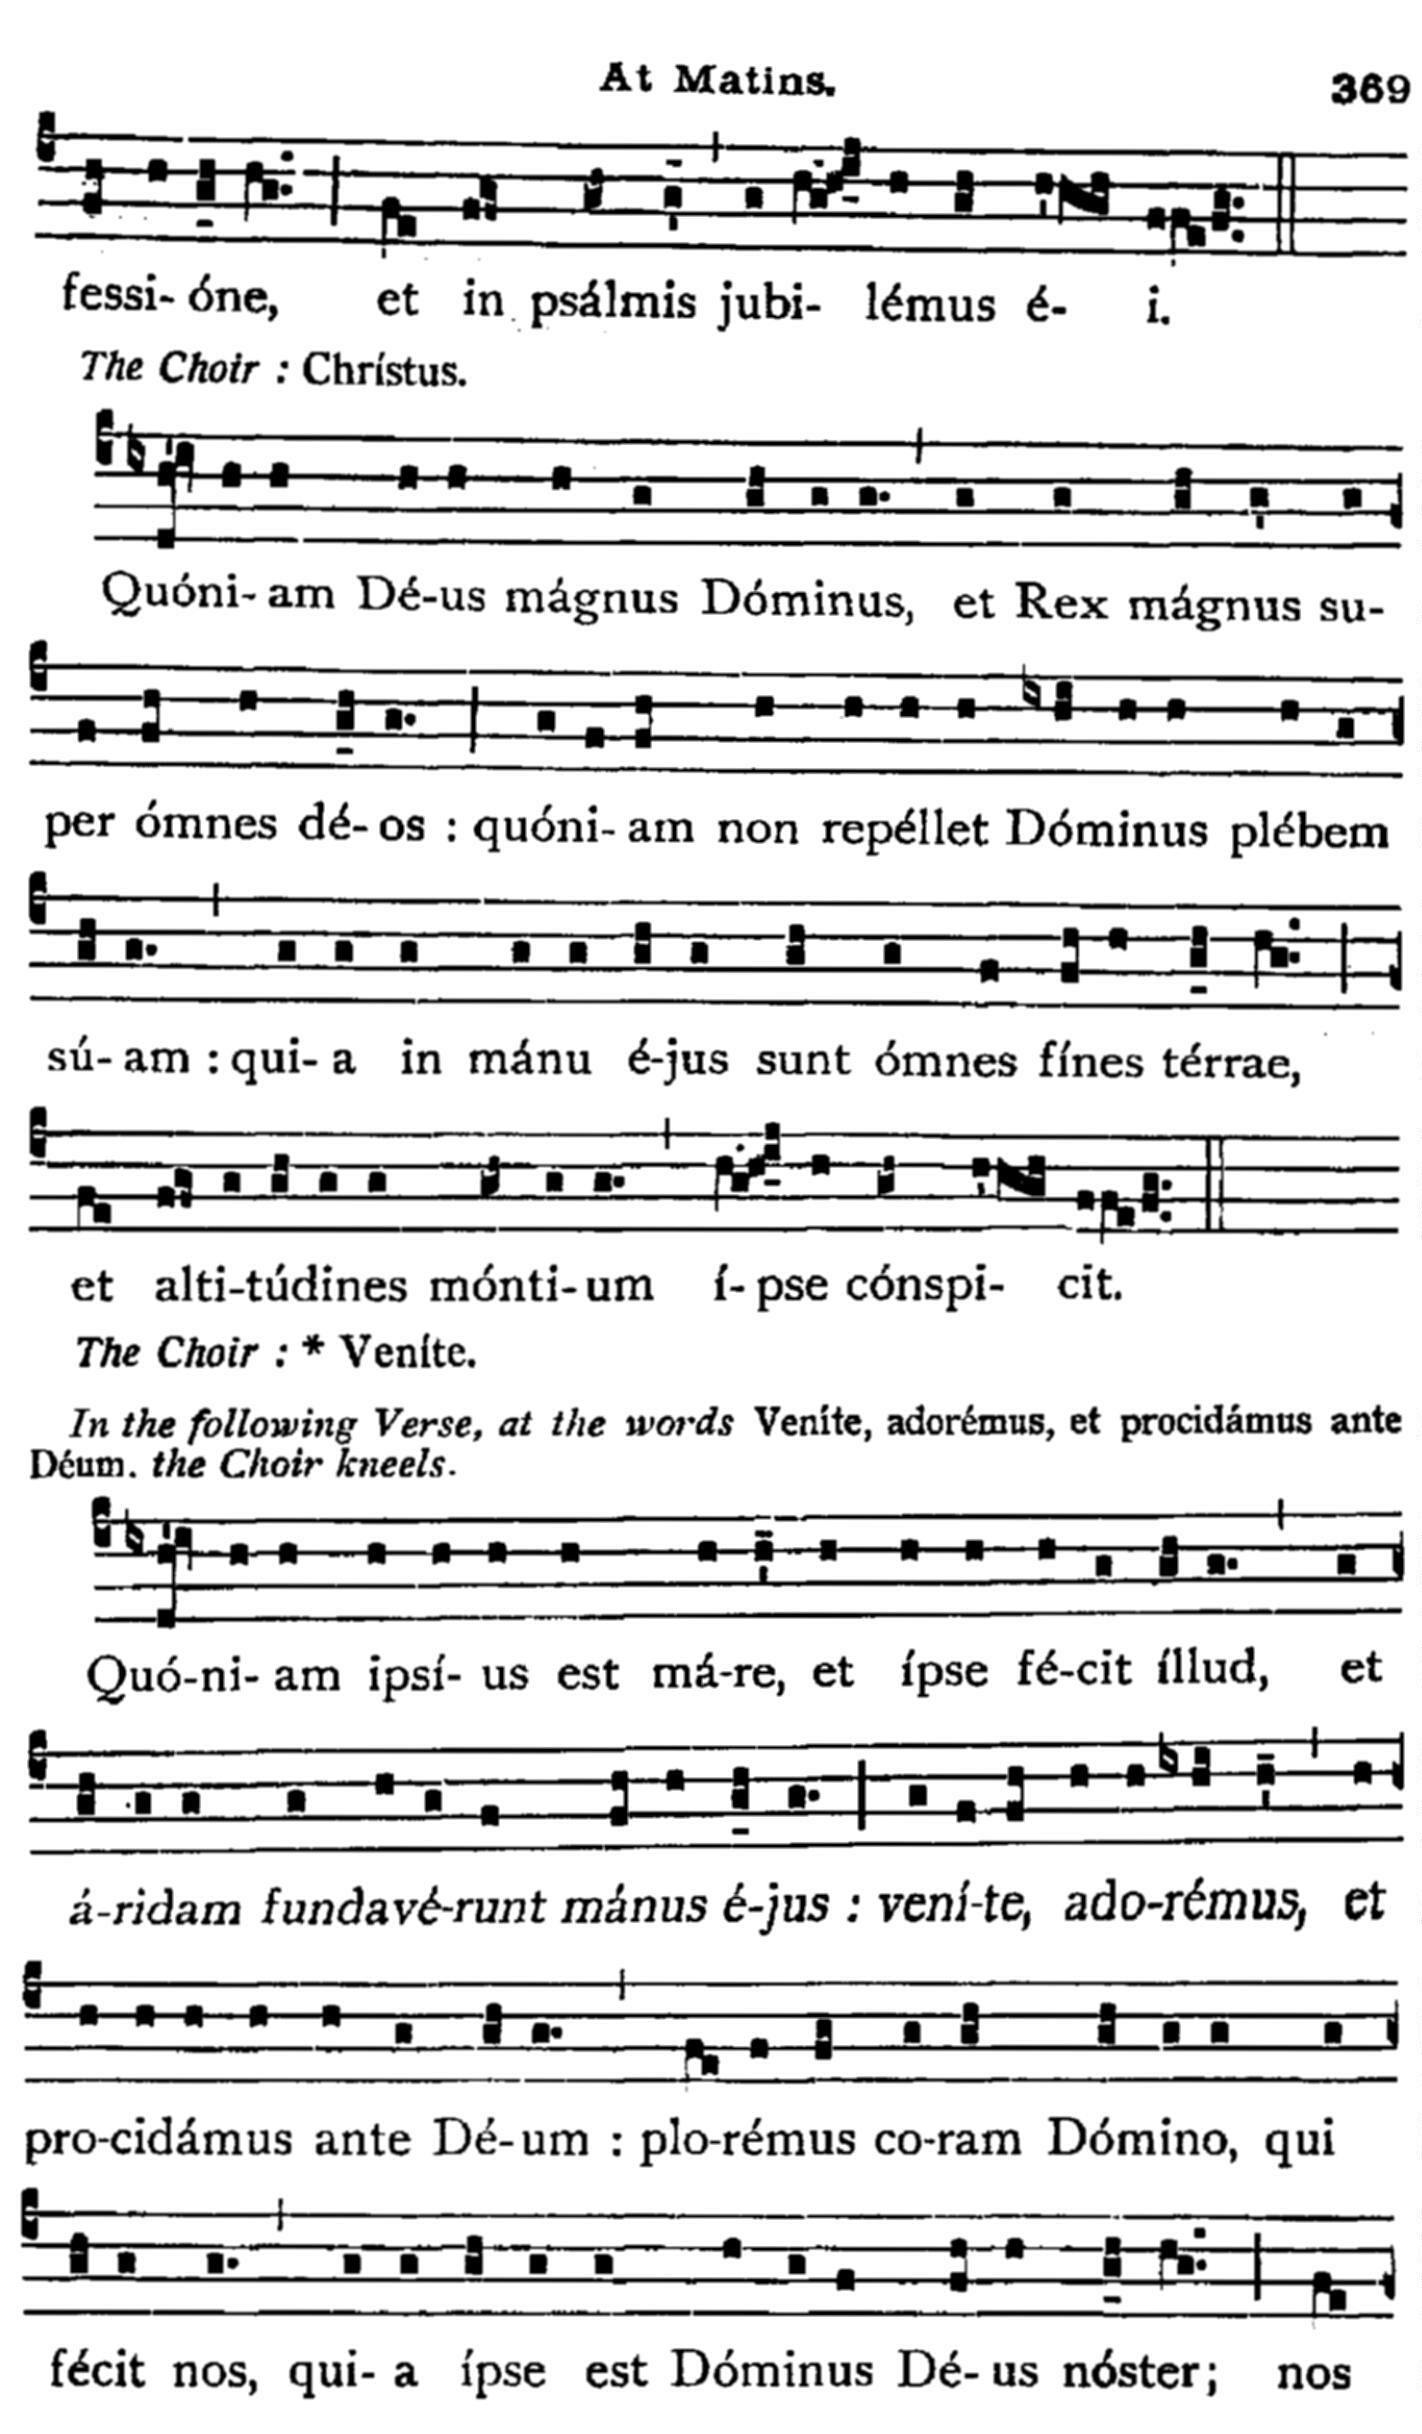 At Matins. 369
fessi- óne, et in psálmis jubi- lémus é- i.
The Choir : Chrístus.
Quóni- am Dé-us mágnus Dóminus, et Rex mágnus su-
per ómnes dé- os : quóni- am non repéllet Dóminus plébem
sú- am : qui- a in mánu é-jus sunt ómnes fínes térrae,
et alti-túdines mónti- um í- pse cónspi- cit.
The Choir : * Veníte.
In the following Verse, at the words Veníte, adorémus, et procidámus ante
Déum. the Choir kneels.
Quó-ni- am ipsí- us est má-re, et ípse fé-cit íllud, et
á-ridam fundavé-runt mánus é-jus : vení-te, ado-rémus, et
pro-cidámus ante Dé- um : plo-rémus co-ram Dómino, qui
fécit nos, qui- a ípse est Dóminus Dé- us nóster; nos